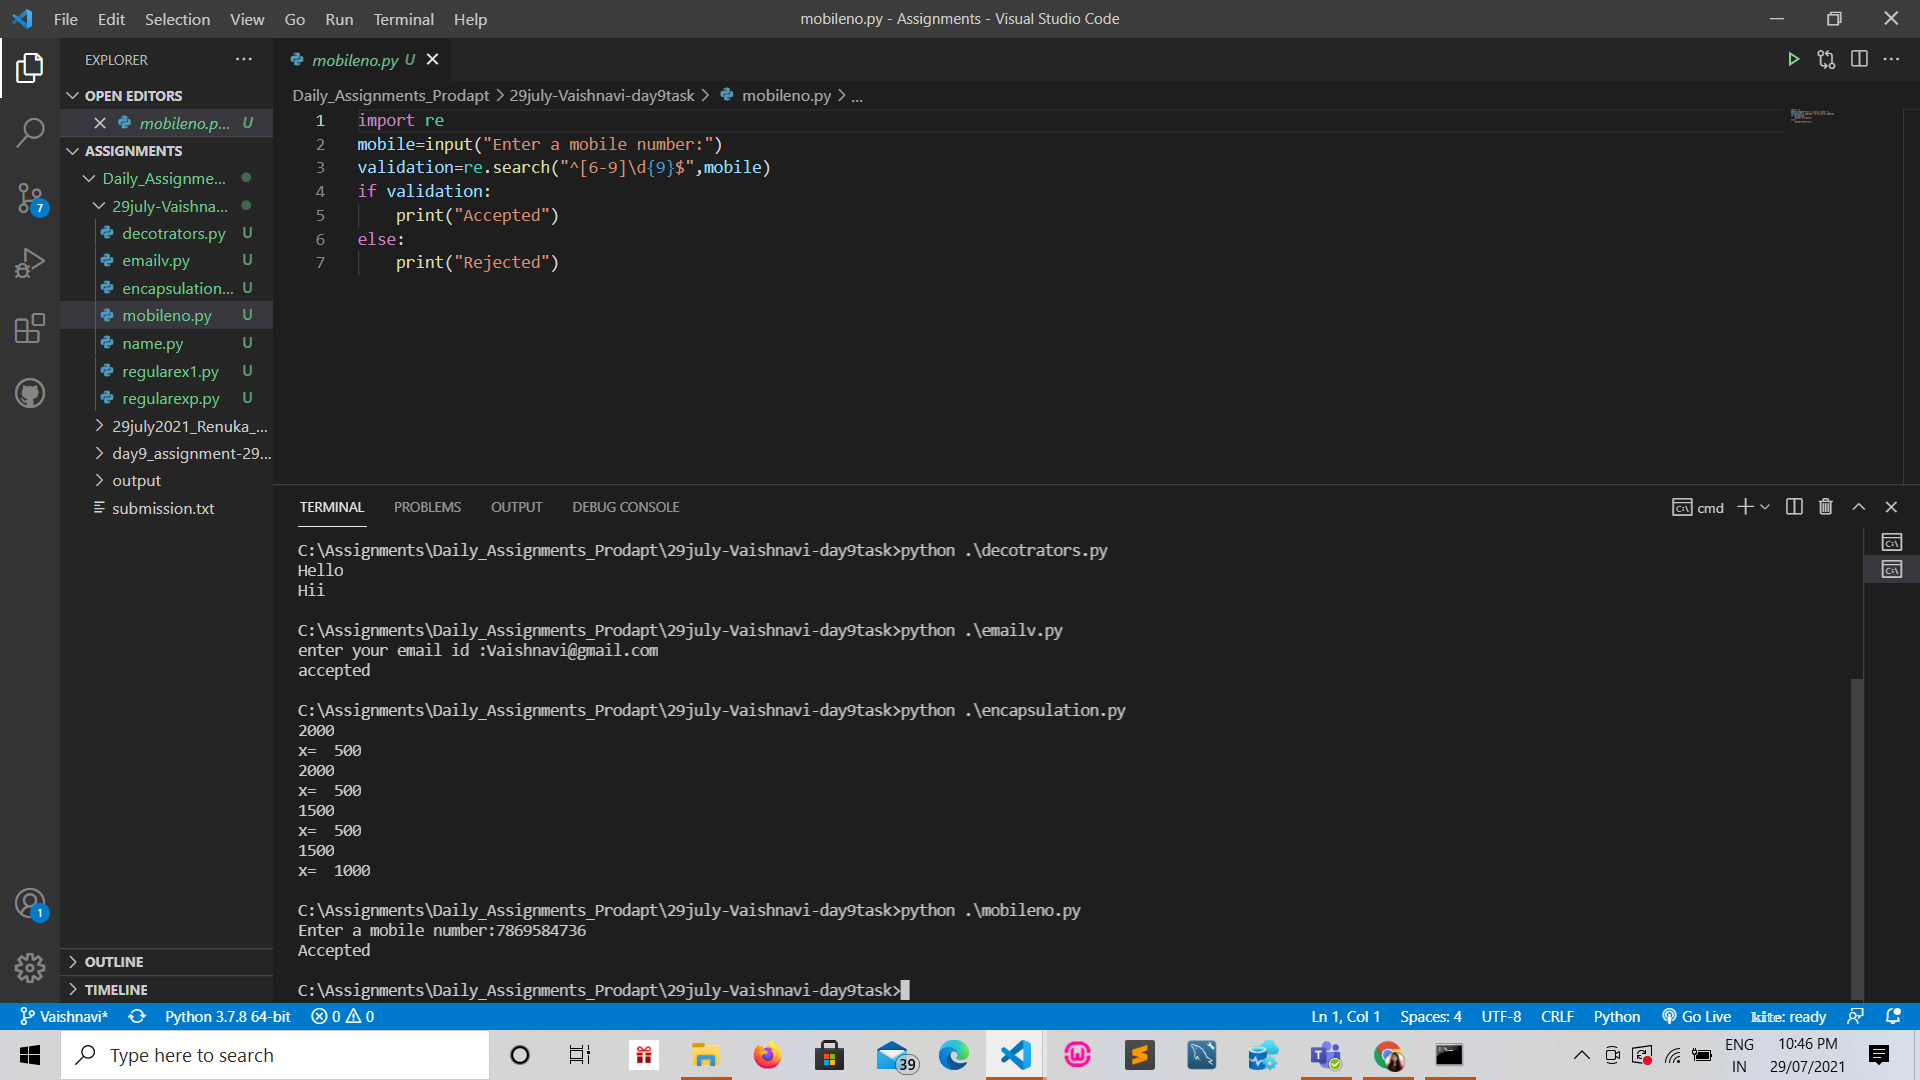 File Edit Selection View Go Run Terminal Help
mobileno.py - Assignments - Visual Studio Code
EXPLORER
OPEN EDITORS
mobileno.p... U
ASSIGNMENTS
Daily_Assignme...
29july-Vaishna...
decotrators.py U
emailv.py U
encapsulation... U
mobileno.py U
name.py U
regularex1.py U
regularexp.py U
29july2021_Renuka_...
day9_assignment-29...
output
submission.txt
OUTLINE
TIMELINE
7
1
mobileno.py U
Daily_Assignments_Prodapt > 29july-Vaishnavi-day9task > mobileno.py > ...
1 import re
2 mobile=input("Enter a mobile number:")
3 validation=re.search("^[6-9]\d{9}$",mobile)
4 if validation:
5 print("Accepted")
6 else:
7 print("Rejected")
TERMINAL PROBLEMS OUTPUT DEBUG CONSOLE
cmd
C:\Assignments\Daily_Assignments_Prodapt\29july-Vaishnavi-day9task>python .\decotrators.py
Hello
Hii
C:\Assignments\Daily_Assignments_Prodapt\29july-Vaishnavi-day9task>python .\emailv.py
enter your email id :Vaishnavi@gmail.com
accepted
C:\Assignments\Daily_Assignments_Prodapt\29july-Vaishnavi-day9task>python .\encapsulation.py
2000
x=  500
2000
x=  500
1500
x=  500
1500
x=  1000
C:\Assignments\Daily_Assignments_Prodapt\29july-Vaishnavi-day9task>python .\mobileno.py
Enter a mobile number:7869584736
Accepted
C:\Assignments\Daily_Assignments_Prodapt\29july-Vaishnavi-day9task>
Vaishnavi* Python 3.7.8 64-bit 0 0
Ln 1, Col 1 Spaces: 4 UTF-8 CRLF Python Go Live kite: ready
Type here to search
39
ENG
IN
10:46 PM
29/07/2021